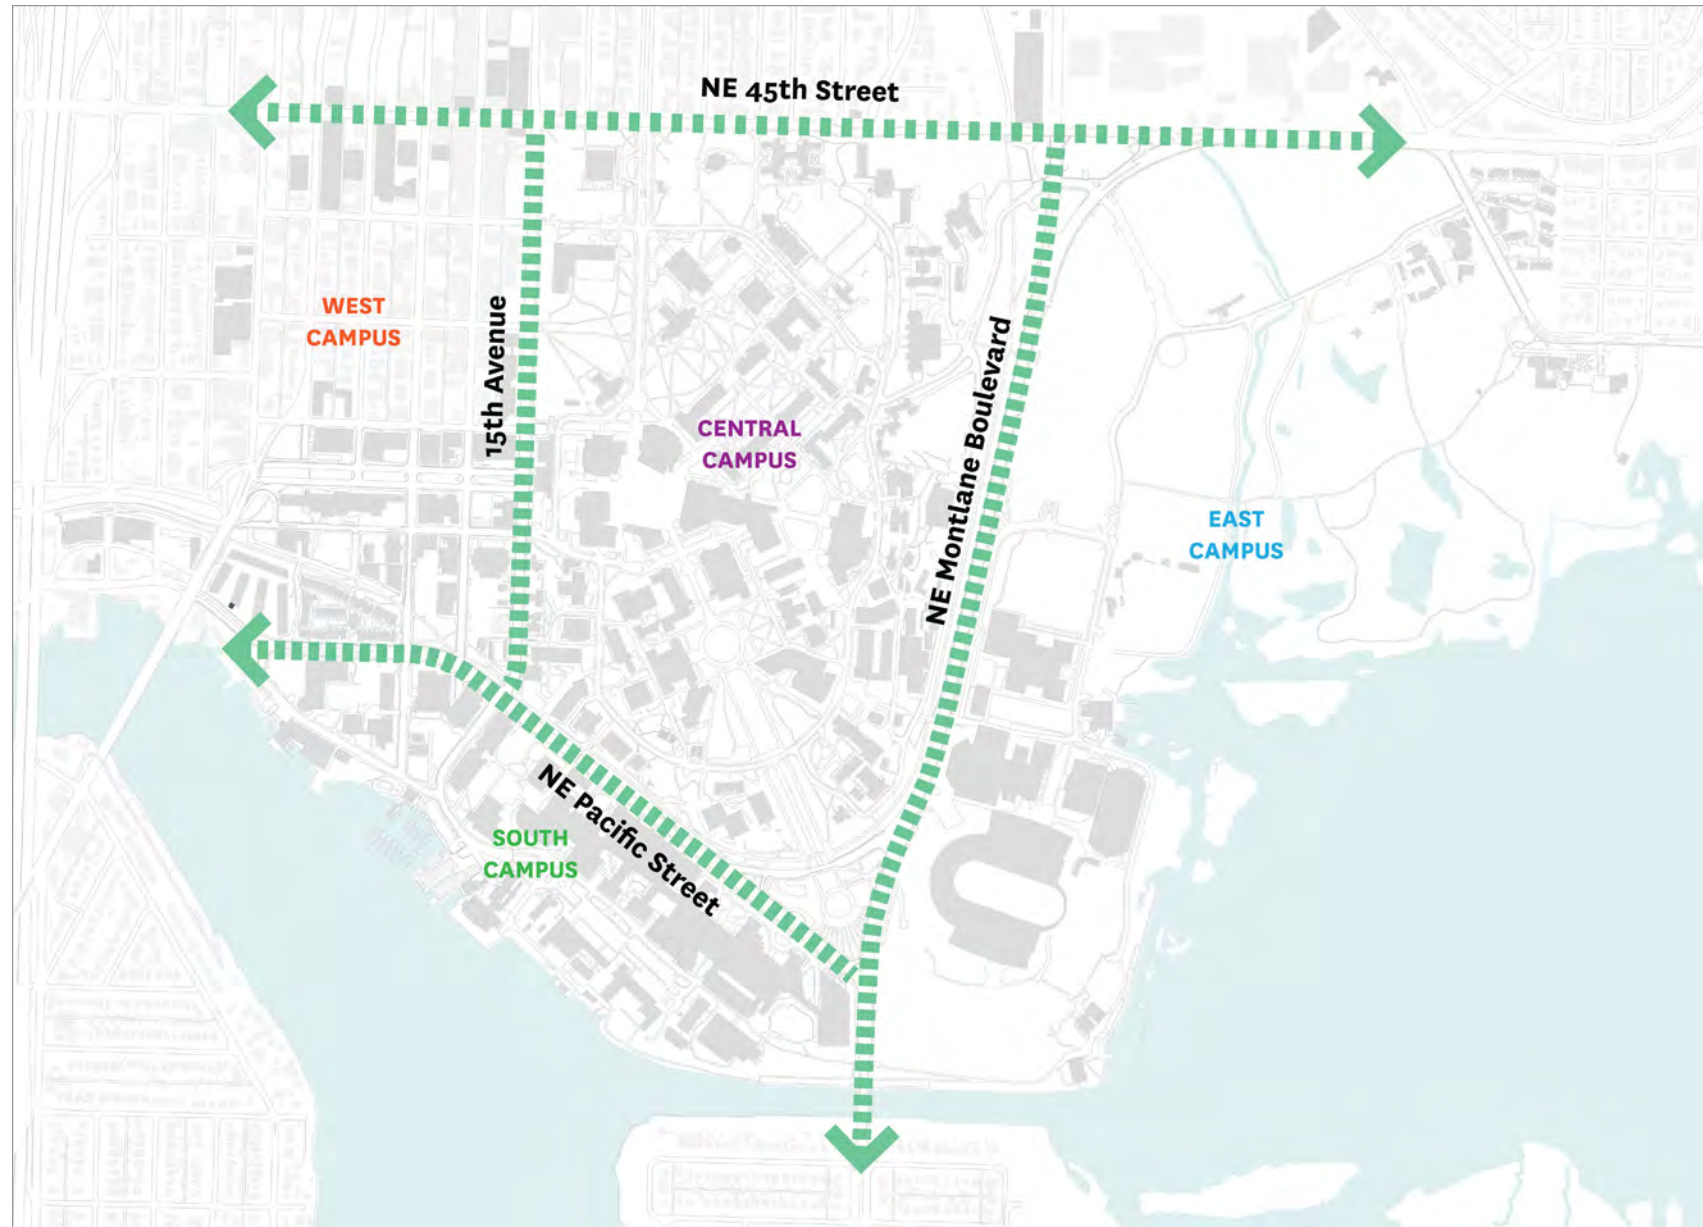 NE 45th Street
WEST
CAMPUS
15th Avenue
NE Montlane Boulevard
CENTRAL
CAMPUS
EAST
CAMPUS
NE Pacific Street
SOUTH
CAMPUS